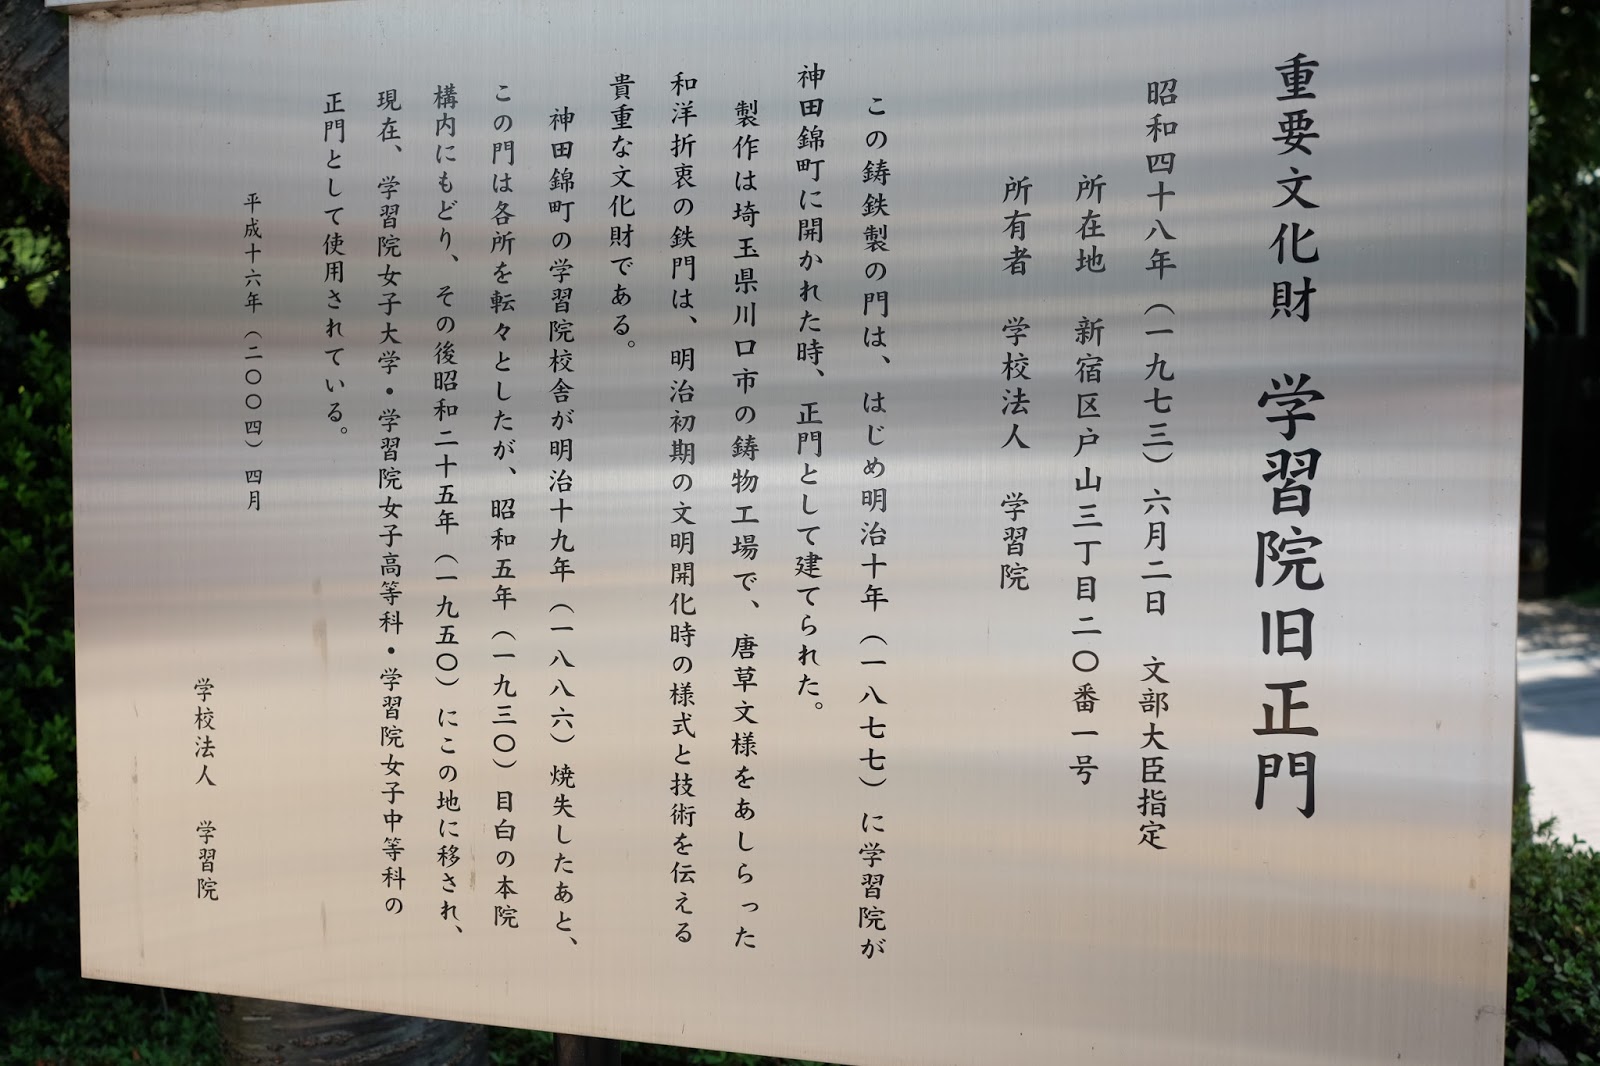 重要文化財　学習院旧正門
昭和四十八年（一九七三）六月二日　文部大臣指定
所在地　新宿区戸山三丁目二〇番一号
所有者　学校法人　学習院
この鋳鉄製の門は、はじめ明治十年（一八七七）に学習院が
神田錦町に開かれた時、正門として建てられた。
製作は埼玉県川口市の鋳物工場で、唐草文様をあしらった
和洋折衷の鉄門は、明治初期の文明開化時の様式と技術を伝える
貴重な文化財である。
神田錦町の学習院校舎が明治十九年（一八八六）焼失したあと、
この門は各所を転々としたが、昭和五年（一九三〇）目白の本院
構内にもどり、その後昭和二十五年（一九五〇）にこの地に移され、
現在、学習院女子大学・学習院女子高等科・学習院女子中等科の
正門として使用されている。
平成十六年（二〇〇四）四月
学校法人　学習院